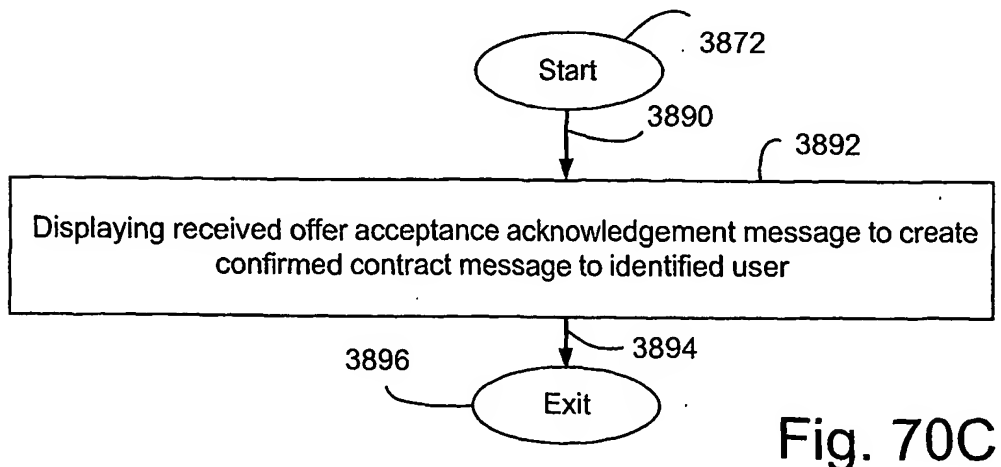 3872
Start
3890
3892
Displaying received offer acceptance acknowledgement message to create
confirmed contract message to identified user
3894
3896
Exit
Fig. 70C